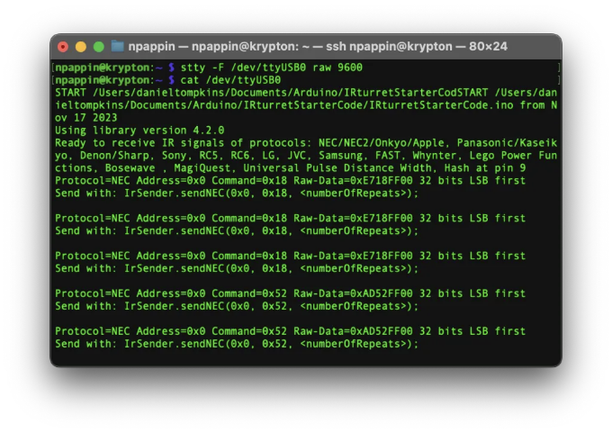 npappin — npappin@krypton: ~ — ssh npappin@krypton — 80×24
[npappin@krypton:~ $ stty -F /dev/ttyUSB0 raw 9600 ]
[npappin@krypton:~ $ cat /dev/ttyUSB0 ]
START /Users/danieltompkins/Documents/Arduino/IRturretStarterCodSTART /Users/dan
ieltompkins/Documents/Arduino/IRturretStarterCode/IRturretStarterCode.ino from N
ov 17 2023
Using library version 4.2.0
Ready to receive IR signals of protocols: NEC/NEC2/Onkyo/Apple, Panasonic/Kaseik
yo, Denon/Sharp, Sony, RC5, RC6, LG, JVC, Samsung, FAST, Whynter, Lego Power Fun
ctions, Bosewave , MagiQuest, Universal Pulse Distance Width, Hash at pin 9
Protocol=NEC Address=0x0 Command=0x18 Raw-Data=0xE718FF00 32 bits LSB first
Send with: IrSender.sendNEC(0x0, 0x18, <numberOfRepeats>);
Protocol=NEC Address=0x0 Command=0x18 Raw-Data=0xE718FF00 32 bits LSB first
Send with: IrSender.sendNEC(0x0, 0x18, <numberOfRepeats>);
Protocol=NEC Address=0x0 Command=0x18 Raw-Data=0xE718FF00 32 bits LSB first
Send with: IrSender.sendNEC(0x0, 0x18, <numberOfRepeats>);
Protocol=NEC Address=0x0 Command=0x52 Raw-Data=0xAD52FF00 32 bits LSB first
Send with: IrSender.sendNEC(0x0, 0x52, <numberOfRepeats>);
Protocol=NEC Address=0x0 Command=0x52 Raw-Data=0xAD52FF00 32 bits LSB first
Send with: IrSender.sendNEC(0x0, 0x52, <numberOfRepeats>);